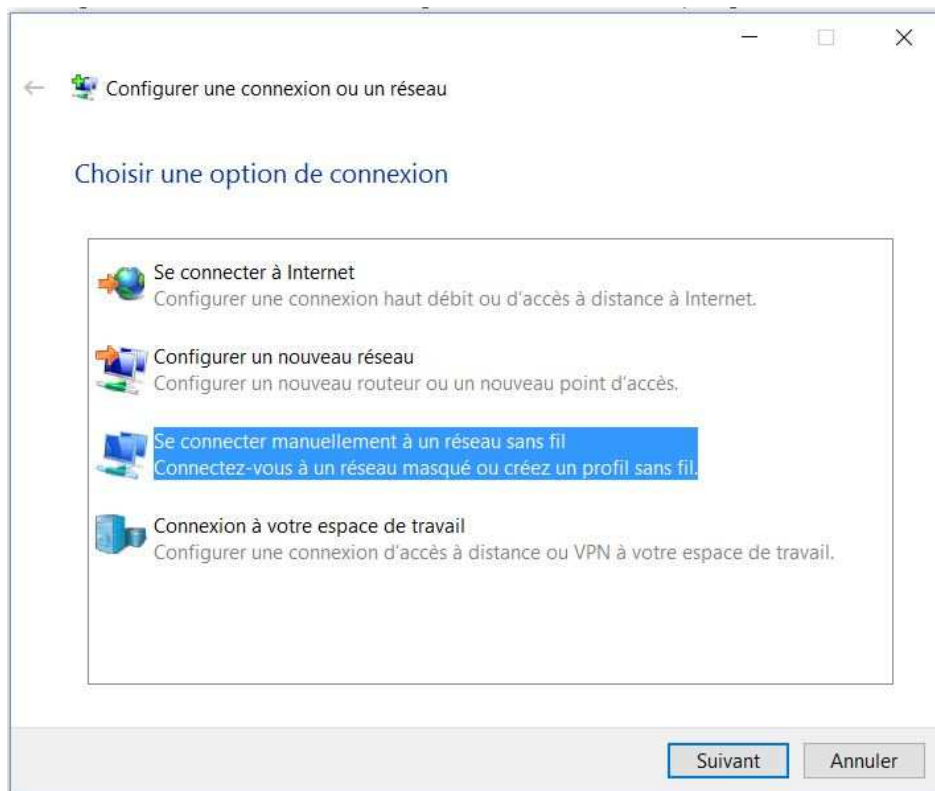 Configurer une connexion ou un réseau
Choisir une option de connexion
Se connecter à Internet
Configurer une connexion haut débit ou d'accès à distance à Internet.
Configurer un nouveau réseau
Configurer un nouveau routeur ou un nouveau point d'accès.
Se connecter manuellement à un réseau sans fil
Connectez-vous à un réseau masqué ou créez un profil sans fil.
Connexion à votre espace de travail
Configurer une connexion d'accès à distance ou VPN à votre espace de travail.
Suivant
Annuler